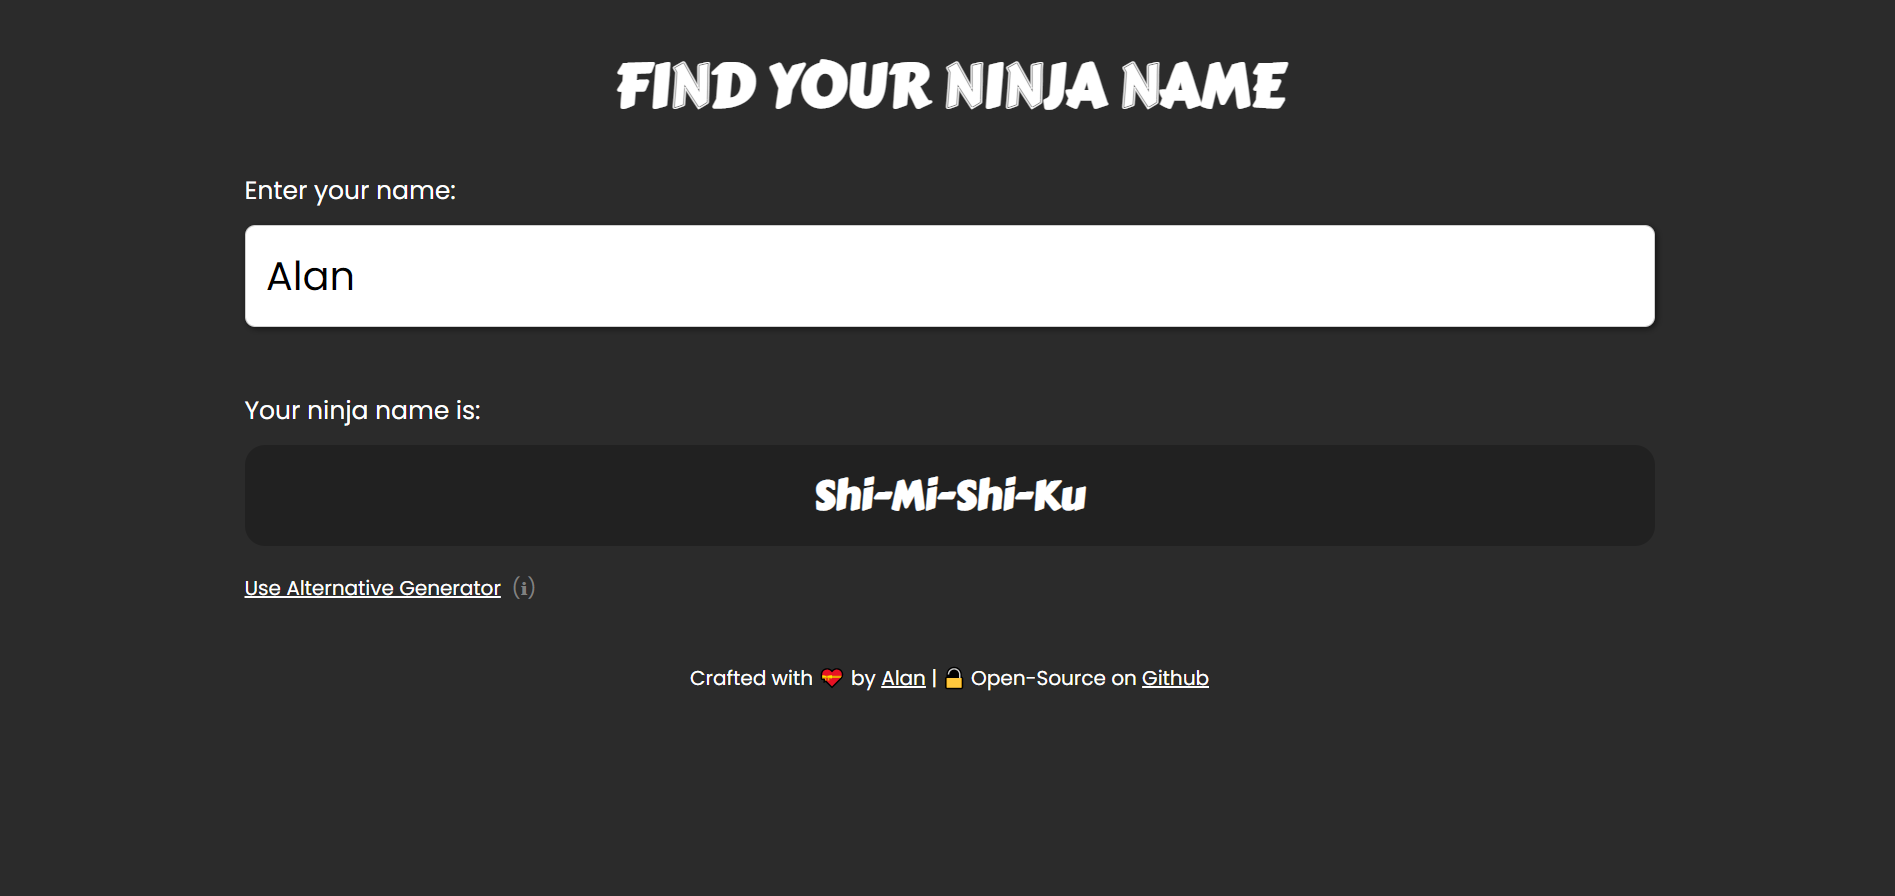 FIND YOUR NINJA NAME
Enter your name:
Alan
Your ninja name is:
Shi-Mi-Shi-Ku
Use Alternative Generator (i)
Crafted with 💝 by Alan | 🔒 Open-Source on Github